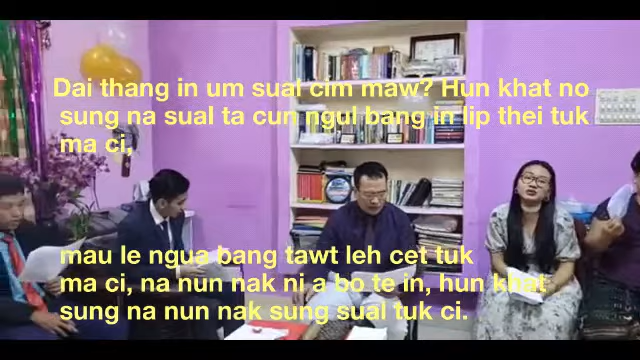 Dai thang in um sual cim maw? Hun khat no
sung na sual ta cun ngul bang in lip thei tuk
ma ci,
mau le ngua bang tawt leh cet tuk
ma ci, na nun nak ni a bo te in, hun khat
sung na nun nak sung sual tuk ci.